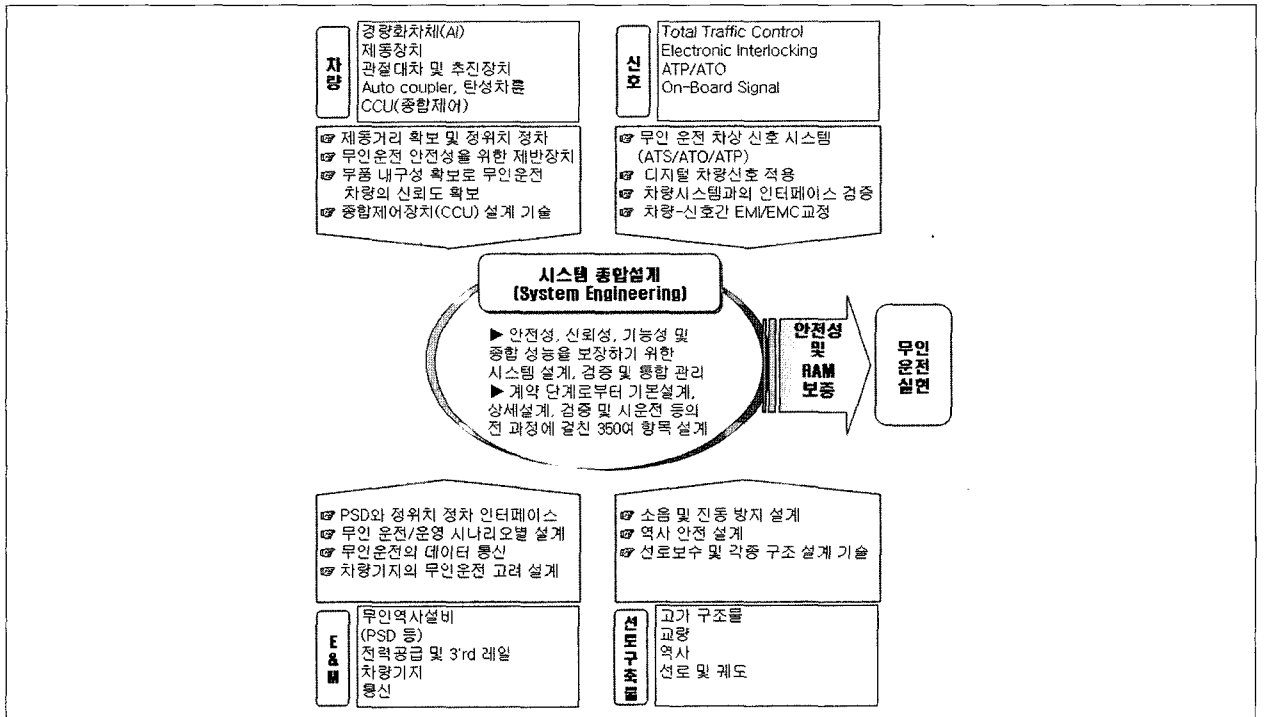 차량
경량화차체(Al)
제동장치
관절대차 및 추진장치
Auto coupler, 탄성차륜
CCU(종합제어)
☞ 제동거리 확보 및 정위치 정차
☞ 무인운전 안전성을 위한 제반장치
☞ 부품 내구성 확보로 무인운전
차량의 신뢰도 확보
☞ 종합제어장치(CCU) 설계 기술
신호
Total Traffic Control
Electronic Interlocking
ATP/ATO
On-Board Signal
☞ 무인 운전 차상 신호 시스템
(ATS/ATO/ATP)
☞ 디지털 차량신호 적용
☞ 차량시스템과의 인터페이스 검증
☞ 차량-신호간 EMI/EMC교정
시스템 종합설계
(System Engineering)
▶ 안전성, 신뢰성, 기능성 및
종합 성능을 보장하기 위한
시스템 설계, 검증 및 통합 관리
▶ 계약 단계로부터 기본설계,
상세설계, 검증 및 시운전 등의
전 과정에 걸친 350여 항목 설계
안전성
및
RAM
보증
무인
운전
실현
☞ PSD와 정위치 정차 인터페이스
☞ 무인 운전/운영 시나리오별 설계
☞ 무인운전의 데이터 통신
☞ 차량기지의 무인운전 고려 설계
E
&
M
무인역사설비
(PSD 등)
전력공급 및 3'rd 레일
차량기지
통신
☞ 소음 및 진동 방지 설계
☞ 역사 안전 설계
☞ 선로보수 및 각종 구조 설계 기술
선로구축물
고가 구조물
교량
역사
선로 및 궤도